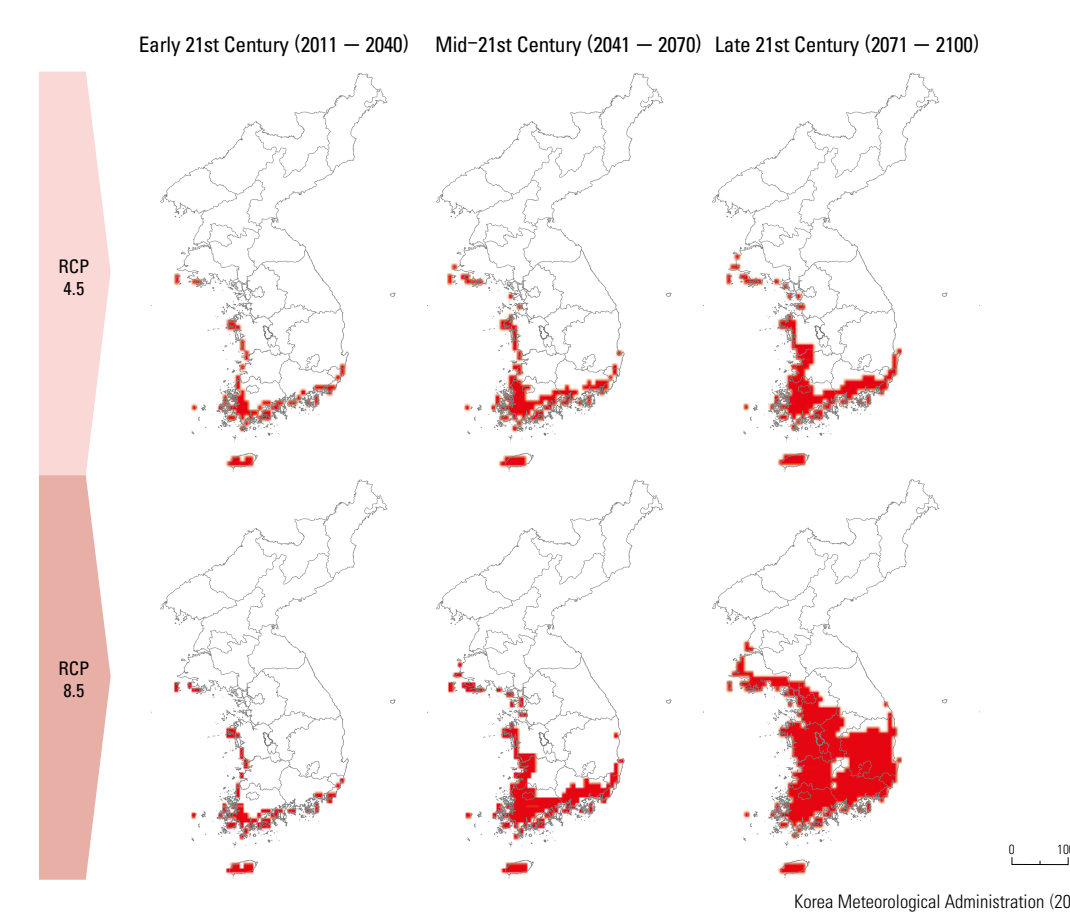 Early 21st Century (2011 — 2040)
Mid-21st Century (2041 — 2070)
Late 21st Century (2071 — 2100)
RCP
4.5
RCP
8.5
0
Korea Meteorological Administration